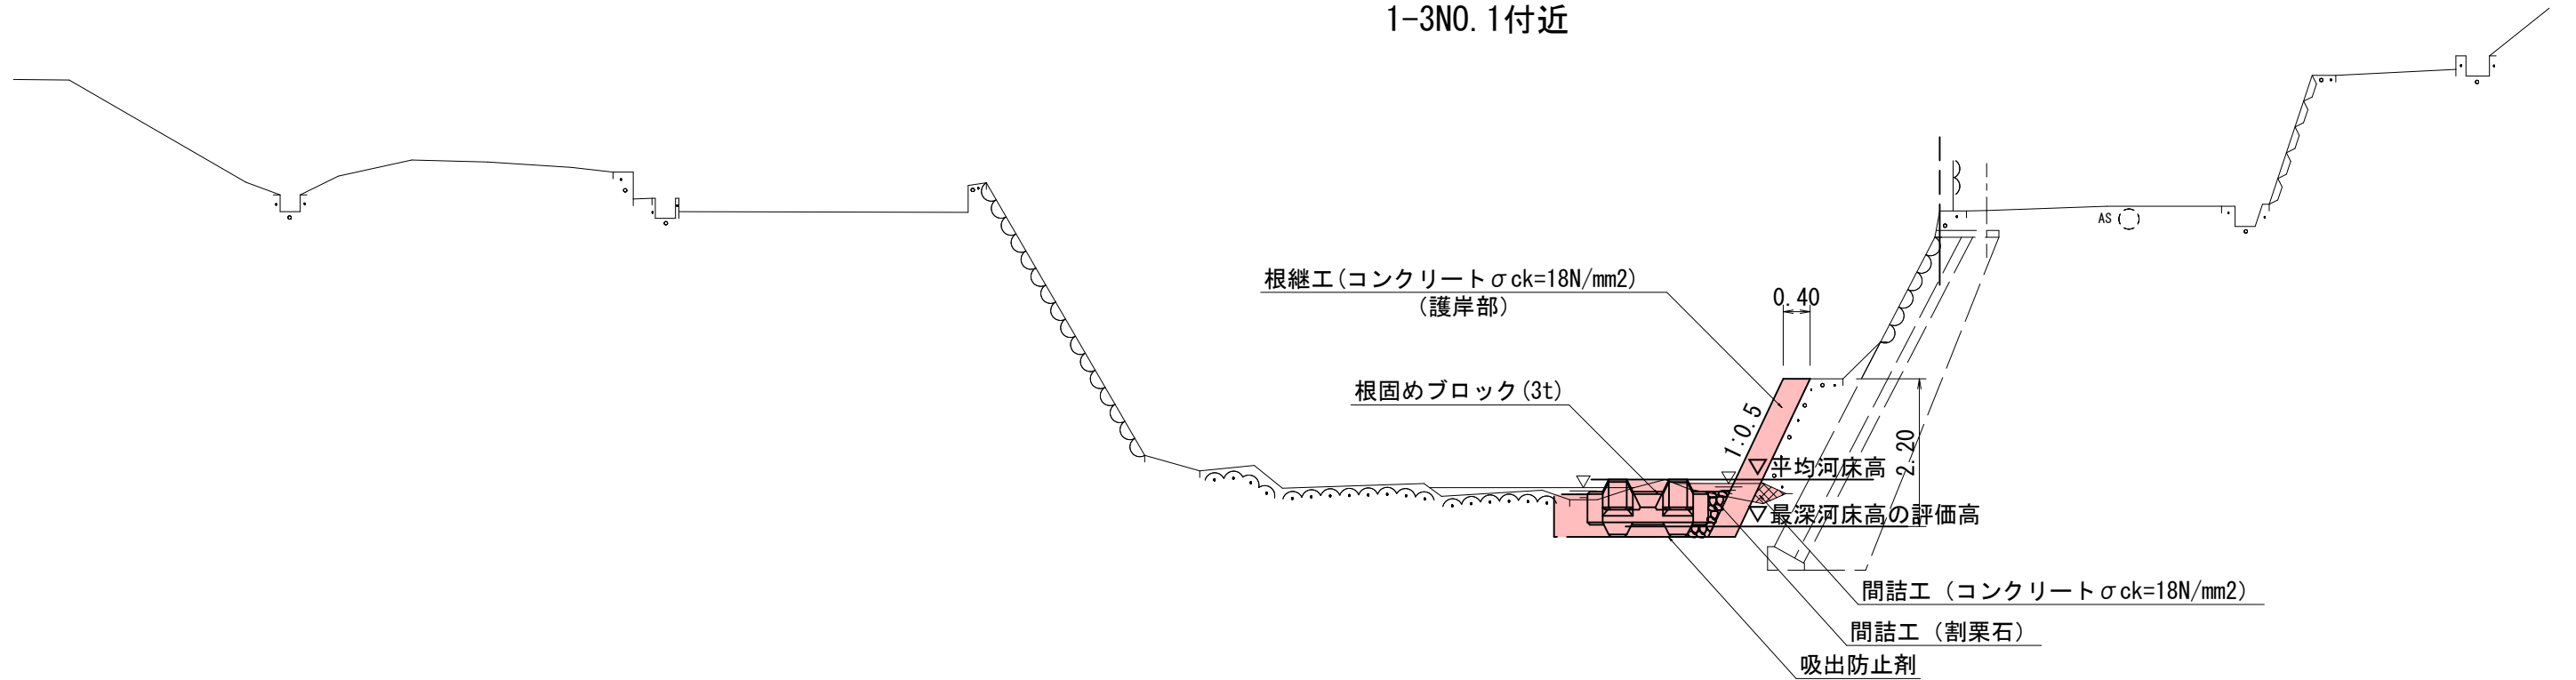 1-3NO.1付近
AS
根継工(コンクリートσck=18N/mm2)
(護岸部)
0.40
根固めブロック(3t)
1:0.5
2.20
▽平均河床高
▽最深河床高の評価高
間詰工(コンクリートσck=18N/mm2)
間詰工(割栗石)
吸出防止剤